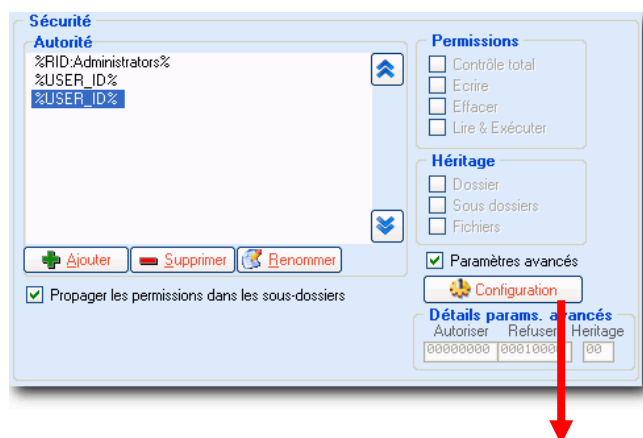 Sécurité
Autorité
%RID:Administrators%
%USER_ID%
%USER_ID%
Ajouter
Supprimer
Renommer
Propager les permissions dans les sous-dossiers
Permissions
Contrôle total
Ecrire
Effacer
Lire & Exécuter
Héritage
Dossier
Sous dossiers
Fichiers
Paramètres avancés
Configuration
Détails params. avancés
Autoriser Refuser Heritage
00000000 00010000 00